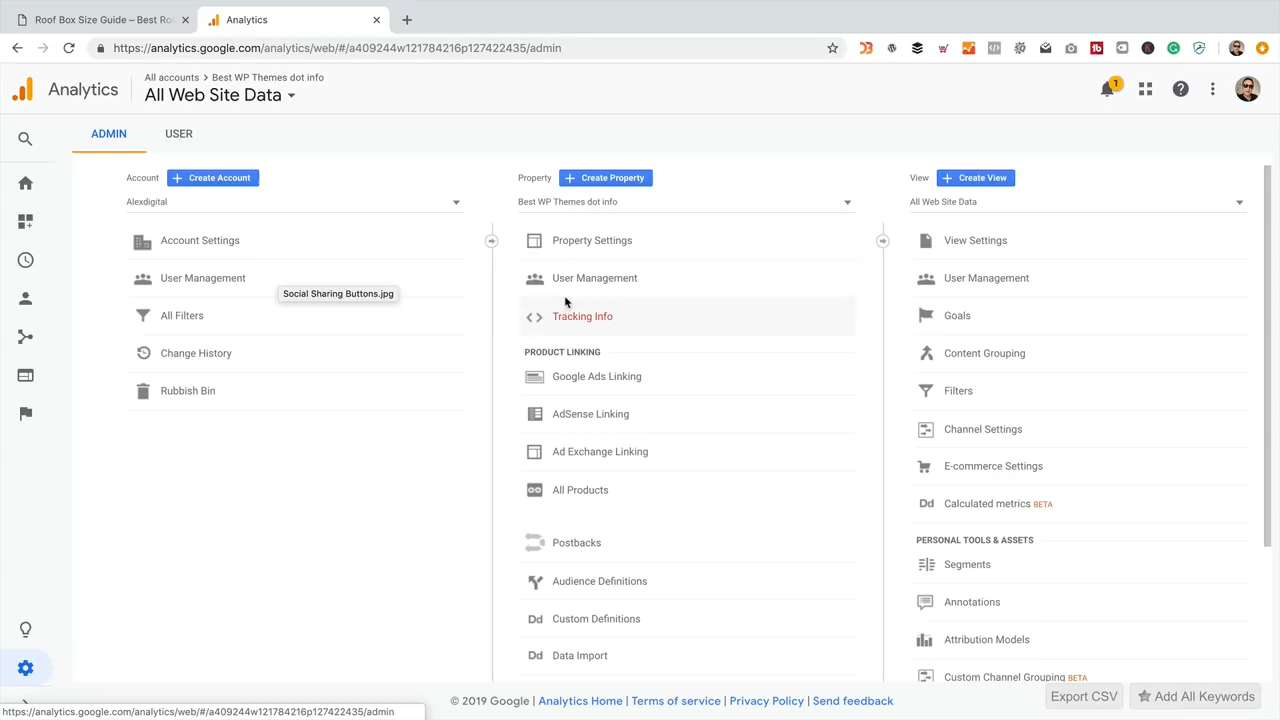 Roof Box Size Guide – Best Ro
Analytics
https://analytics.google.com/analytics/web/#/a409244w121784216p127422435/admin
Analytics
All accounts > Best WP Themes dot info
All Web Site Data
1
ADMIN
USER
Account
+ Create Account
Property
+ Create Property
View
+ Create View
Alexdigital
Best WP Themes dot info
All Web Site Data
Account Settings
User Management
All Filters
Change History
Rubbish Bin
Social Sharing Buttons.jpg
Property Settings
User Management
Tracking Info
PRODUCT LINKING
Google Ads Linking
AdSense Linking
Ad Exchange Linking
All Products
Postbacks
Audience Definitions
Dd Custom Definitions
Dd Data Import
View Settings
User Management
Goals
Content Grouping
Filters
Channel Settings
E-commerce Settings
Dd Calculated metrics BETA
PERSONAL TOOLS & ASSETS
Segments
Annotations
Attribution Models
Custom Channel Grouping BETA
Export CSV
Add All Keywords
© 2019 Google | Analytics Home | Terms of service | Privacy Policy | Send feedback
https://analytics.google.com/analytics/web/#/a409244w121784216p127422435/admin